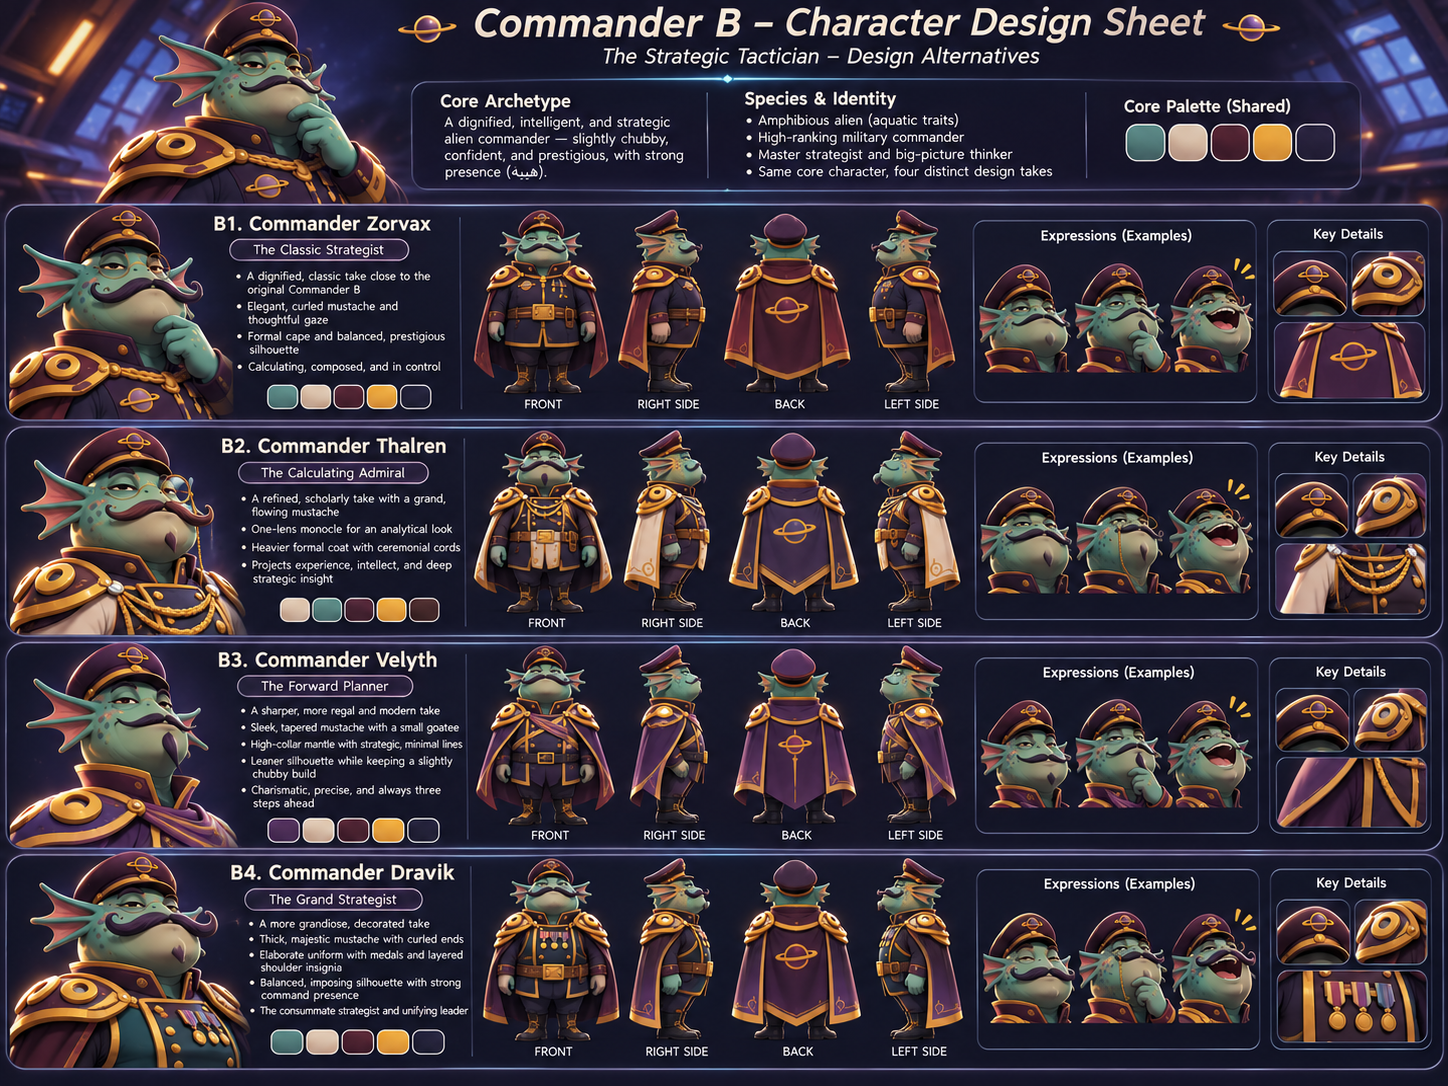 Commander B – Character Design Sheet
The Strategic Tactician – Design Alternatives
Core Archetype
A dignified, intelligent, and strategic
alien commander — slightly chubby,
confident, and prestigious, with strong
presence (هيبة).
Species & Identity
• Amphibious alien (aquatic traits)
• High-ranking military commander
• Master strategist and big-picture thinker
• Same core character, four distinct design takes
Core Palette (Shared)
B1. Commander Zorvax
The Classic Strategist
• A dignified, classic take close to the
original Commander B
• Elegant, curled mustache and
thoughtful gaze
• Formal cape and balanced, prestigious
silhouette
• Calculating, composed, and in control
FRONT
RIGHT SIDE
BACK
LEFT SIDE
Expressions (Examples)
Key Details
B2. Commander Thalren
The Calculating Admiral
• A refined, scholarly take with a grand,
flowing mustache
• One-lens monocle for an analytical look
• Heavier formal coat with ceremonial cords
• Projects experience, intellect, and deep
strategic insight
FRONT
RIGHT SIDE
BACK
LEFT SIDE
Expressions (Examples)
Key Details
B3. Commander Velyth
The Forward Planner
• A sharper, more regal and modern take
• Sleek, tapered mustache with a small goatee
• High-collar mantle with strategic, minimal lines
• Leaner silhouette while keeping a slightly
chubby build
• Charismatic, precise, and always three
steps ahead
FRONT
RIGHT SIDE
BACK
LEFT SIDE
Expressions (Examples)
Key Details
B4. Commander Dravik
The Grand Strategist
• A more grandiose, decorated take
• Thick, majestic mustache with curled ends
• Elaborate uniform with medals and layered
shoulder insignia
• Balanced, imposing silhouette with strong
command presence
• The consummate strategist and unifying leader
FRONT
RIGHT SIDE
BACK
LEFT SIDE
Expressions (Examples)
Key Details